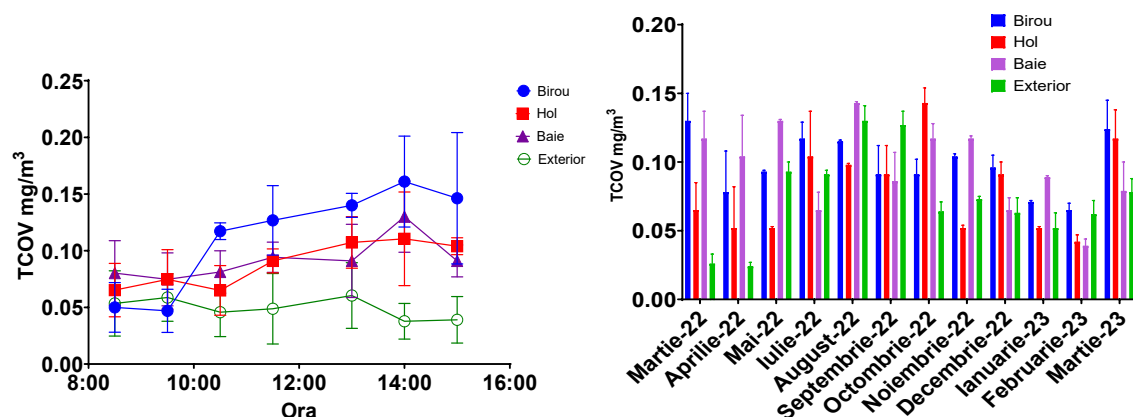 TCOV mg/m³
0.25
0.20
0.15
0.10
0.05
0.00
8:00 10:00 12:00 14:00 16:00
Ora
Birou
Hol
Baie
Exterior
TCOV mg/m³
0.20
0.15
0.10
0.05
0.00
Birou
Hol
Baie
Exterior
Martie-22
Aprilie-22
Mai-22
Iulie-22
August-22
Septembrie-22
Octombrie-22
Noiembrie-22
Decembrie-22
Ianuarie-23
Februarie-23
Martie-23